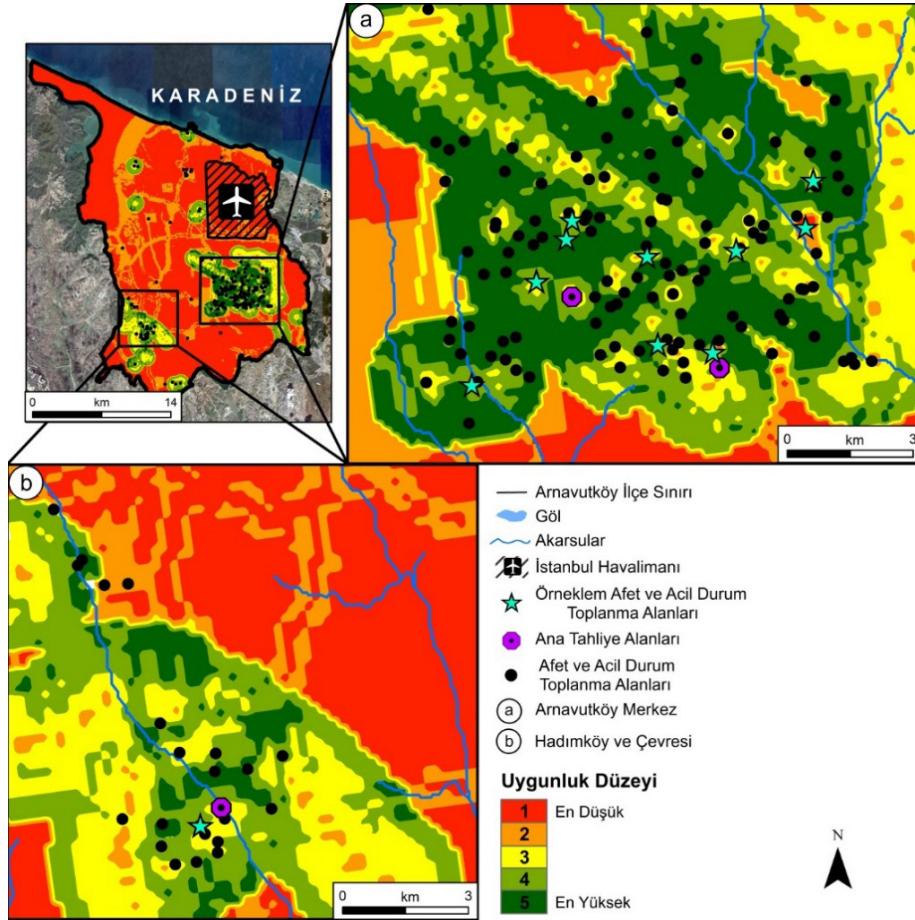 a
KARADENİZ
0 14
km
0 3
km
b
0 3
km
Arnavutköy İlçe Sınırı
Göl
Akarsular
İstanbul Havalimanı
Örneklem Afet ve Acil Durum
Toplanma Alanları
Ana Tahliye Alanları
Afet ve Acil Durum
Toplanma Alanları
a Arnavutköy Merkez
b Hadımköy ve Çevresi
Uygunluk Düzeyi
1 En Düşük
2
3
4
5 En Yüksek
N